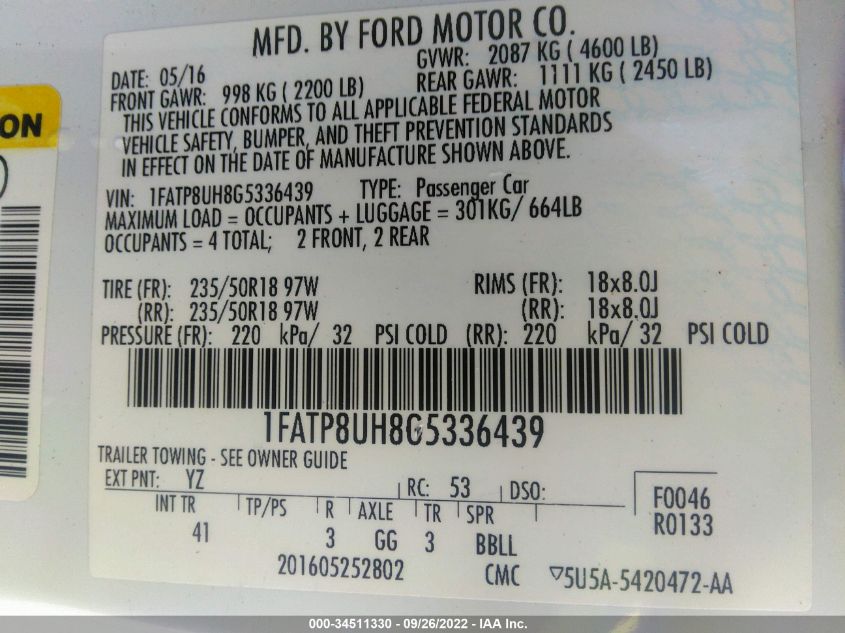 MFD. BY FORD MOTOR CO.
DATE: 05/16 GVWR: 2087 KG ( 4600 LB)
FRONT GAWR: 998 KG ( 2200 LB) REAR GAWR: 1111 KG ( 2450 LB)
THIS VEHICLE CONFORMS TO ALL APPLICABLE FEDERAL MOTOR
VEHICLE SAFETY, BUMPER, AND THEFT PREVENTION STANDARDS
IN EFFECT ON THE DATE OF MANUFACTURE SHOWN ABOVE.
ON
VIN: 1FATP8UH8G5336439 TYPE: Passenger Car
MAXIMUM LOAD = OCCUPANTS + LUGGAGE = 301KG/ 664LB
OCCUPANTS = 4 TOTAL; 2 FRONT, 2 REAR
TIRE (FR): 235/50R18 97W RIMS (FR): 18x8.0J
(RR): 235/50R18 97W (RR): 18x8.0J
PRESSURE (FR): 220 kPa/ 32 PSI COLD (RR): 220 kPa/ 32 PSI COLD
1FATP8UH8G5336439
TRAILER TOWING - SEE OWNER GUIDE
EXT PNT: YZ RC: 53 DSO: F0046
INT TR TP/PS R AXLE TR SPR R0133
41 3 GG 3 BBLL
201605252802 CMC 5U5A-5420472-AA
000-34511330 - 09/26/2022 - IAA Inc.